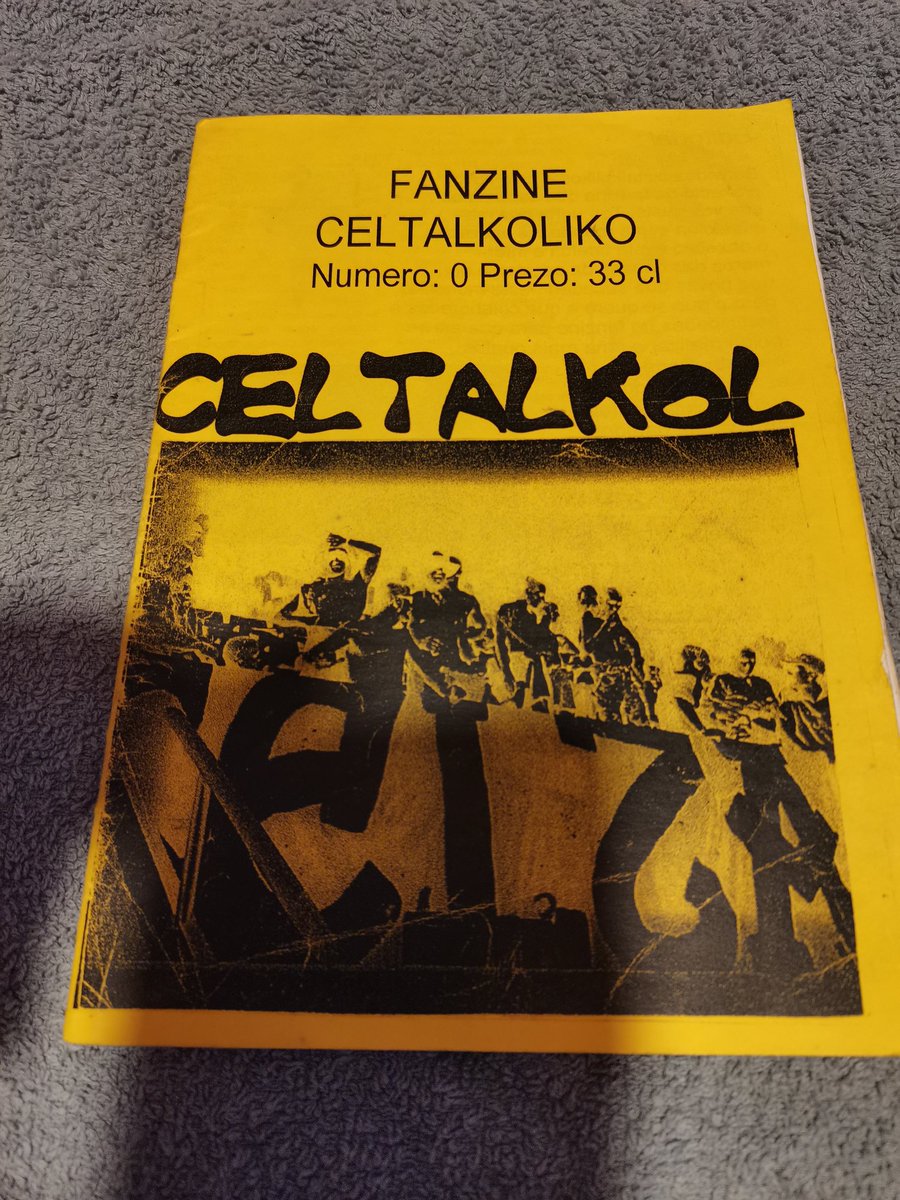 FANZINE
CELTALKOLIKO
Numero: 0 Prezo: 33 cl
CELTALKOL